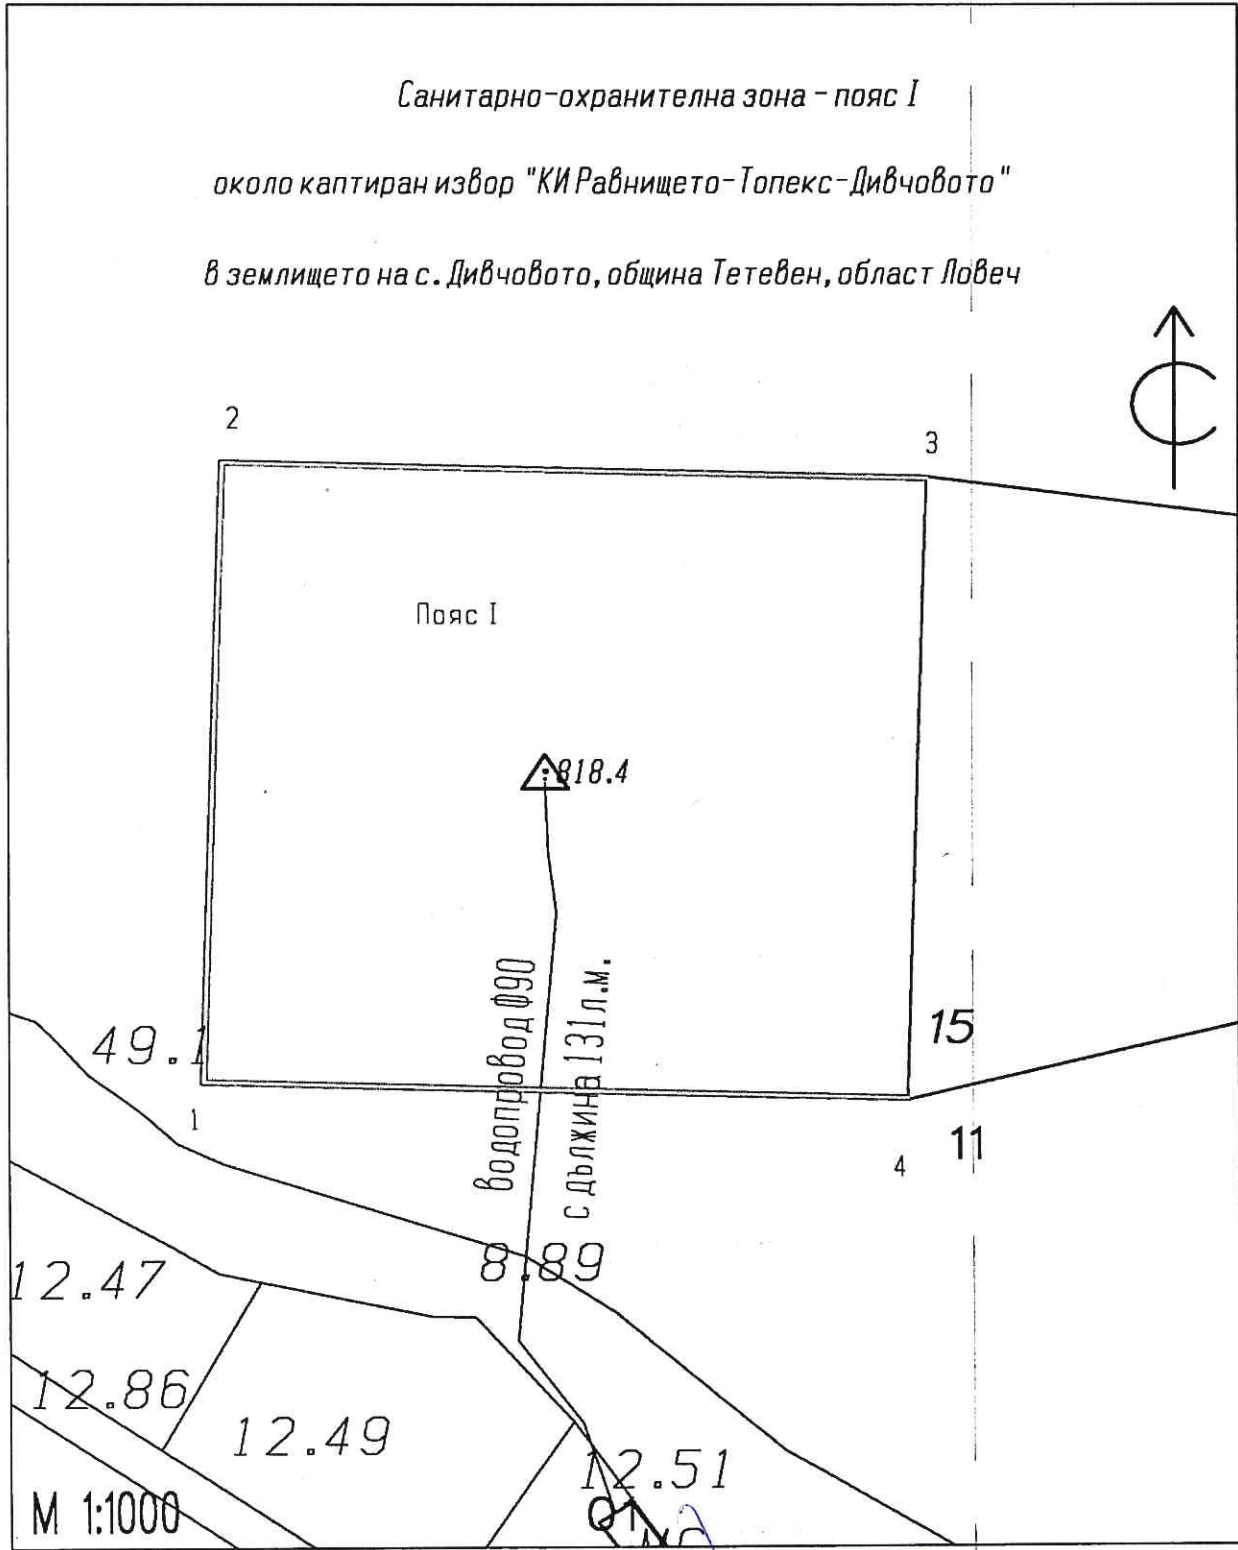 Санитарно-охранителна зона - пояс I
около каптиран извор "КИ Равнището-Топекс-Дивчовото"
в землището на с. Дивчовото, община Тетевен, област Ловеч
С
2
3
Пояс I
818.4
водопровод Ф90
с дължина 131л.м.
15
49.1
1
11
4
8.89
12.47
12.86
12.49
12.51
М 1:1000